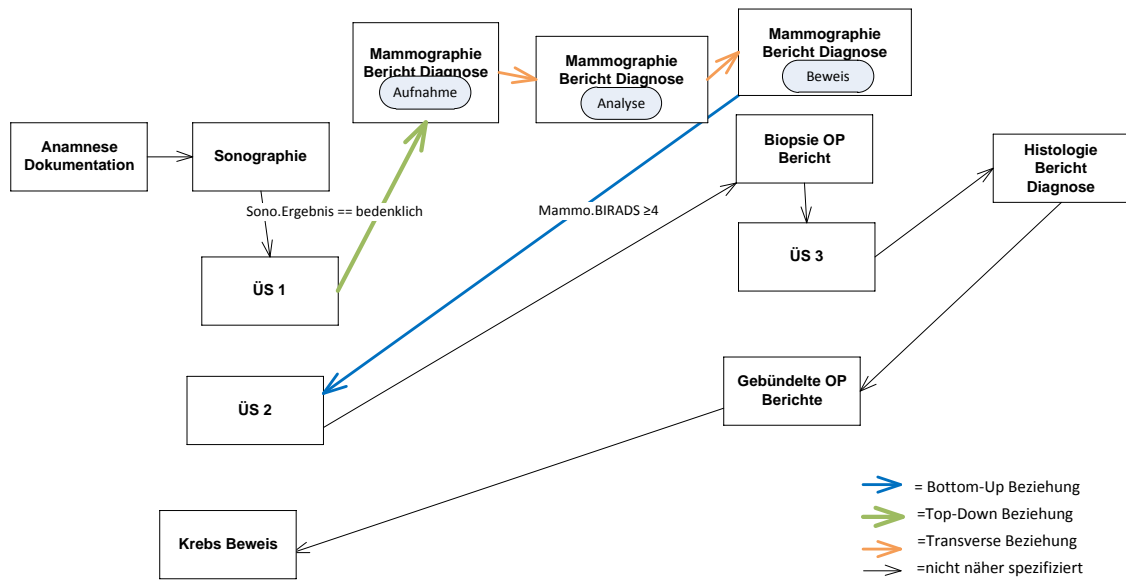 Mammographie
Bericht Diagnose
Aufnahme
Mammographie
Bericht Diagnose
Analyse
Mammographie
Bericht Diagnose
Beweis
Anamnese
Dokumentation
Sonographie
Biopsie OP
Bericht
Histologie
Bericht
Diagnose
Sono.Ergebnis == bedenklich
Mammo.BIRADS ≥4
ÜS 1
ÜS 3
ÜS 2
Gebündelte OP
Berichte
Krebs Beweis
= Bottom-Up Beziehung
=Top-Down Beziehung
=Transverse Beziehung
=nicht näher spezifiziert